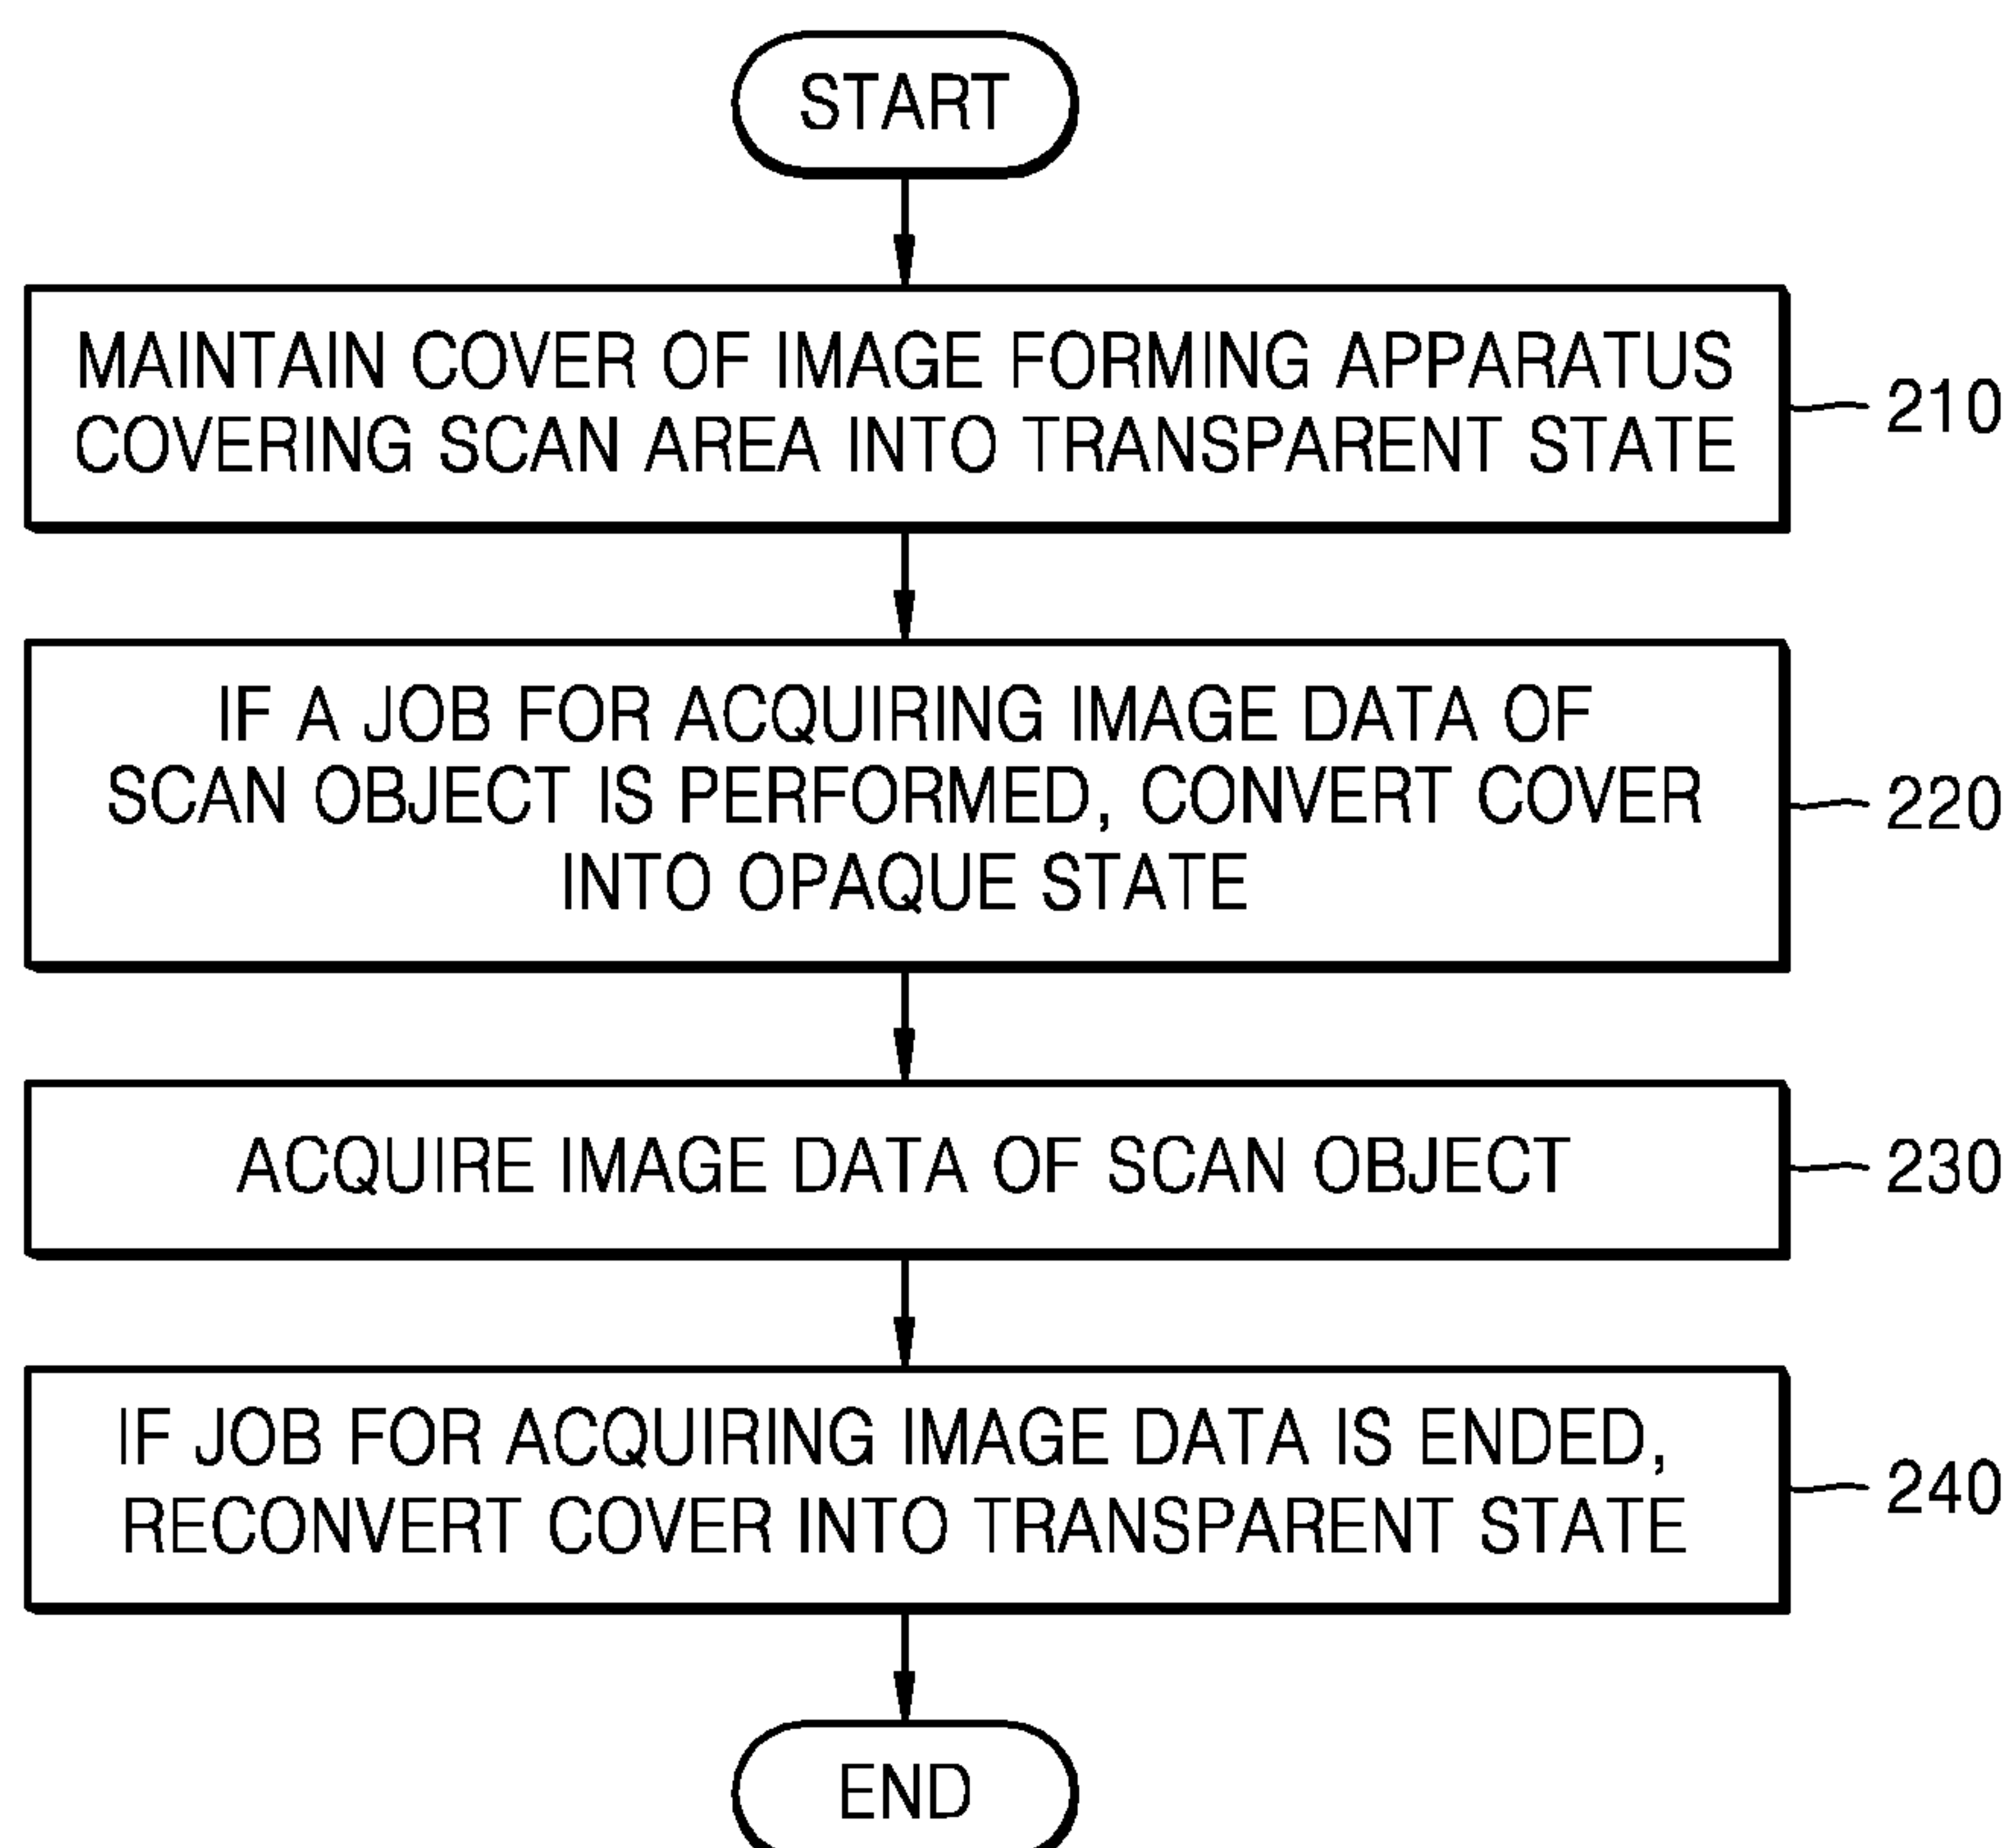 START
MAINTAIN COVER OF IMAGE FORMING APPARATUS
COVERING SCAN AREA INTO TRANSPARENT STATE
210
IF A JOB FOR ACQUIRING IMAGE DATA OF
SCAN OBJECT IS PERFORMED, CONVERT COVER
INTO OPAQUE STATE
220
ACQUIRE IMAGE DATA OF SCAN OBJECT
230
IF JOB FOR ACQUIRING IMAGE DATA IS ENDED,
RECONVERT COVER INTO TRANSPARENT STATE
240
END